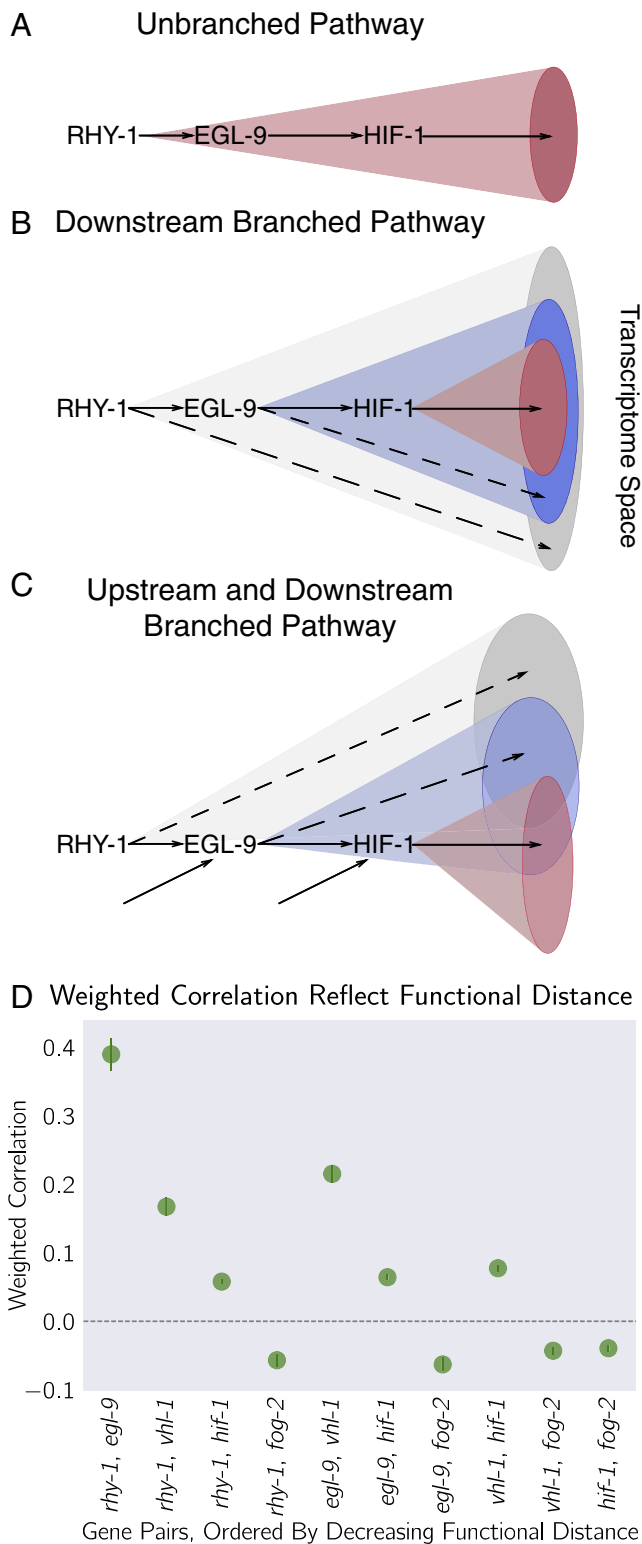 A
Unbranched Pathway
RHY-1
EGL-9
HIF-1
B
Downstream Branched Pathway
RHY-1
EGL-9
HIF-1
Transcriptome Space
C
Upstream and Downstream
Branched Pathway
RHY-1
EGL-9
HIF-1
D
Weighted Correlation Reflect Functional Distance
Weighted Correlation
0.4
0.3
0.2
0.1
0.0
−0.1
rhy-1, egl-9
rhy-1, vhl-1
rhy-1, hif-1
rhy-1, fog-2
egl-9, vhl-1
egl-9, hif-1
egl-9, fog-2
vhl-1, hif-1
vhl-1, fog-2
hif-1, fog-2
Gene Pairs, Ordered By Decreasing Functional Distance